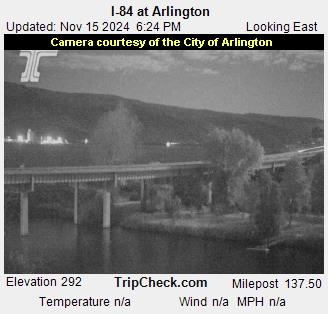 I-84 at Arlington
Updated: Nov 15 2024 6:24 PM Looking East
Camera courtesy of the City of Arlington
Elevation 292 TripCheck.com Milepost 137.50
Temperature n/a Wind n/a MPH n/a